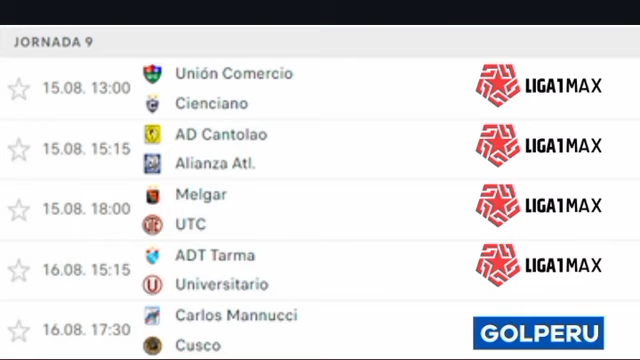 JORNADA 9
15.08. 13:00
Unión Comercio
Cienciano
LIGA1MAX
15.08. 15:15
AD Cantolao
Alianza Atl.
LIGA1MAX
15.08. 18:00
Melgar
UTC
LIGA1MAX
16.08. 15:15
ADT Tarma
Universitario
LIGA1MAX
16.08. 17:30
Carlos Mannucci
Cusco
GOLPERU